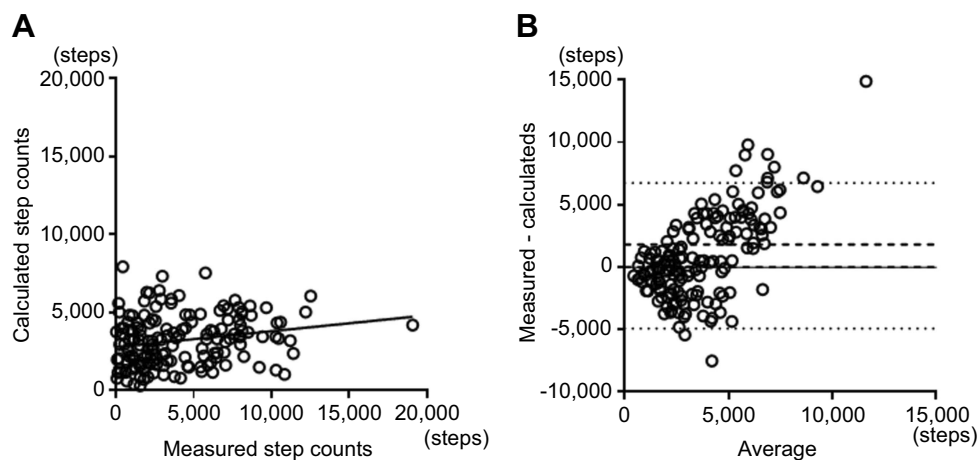 A
(steps)
20,000
15,000
10,000
5,000
0
Calculated step counts
0
5,000
10,000
15,000
20,000
(steps)
Measured step counts
B
(steps)
15,000
10,000
5,000
0
-5,000
-10,000
Measured - calculateds
0
5,000
10,000
15,000
(steps)
Average